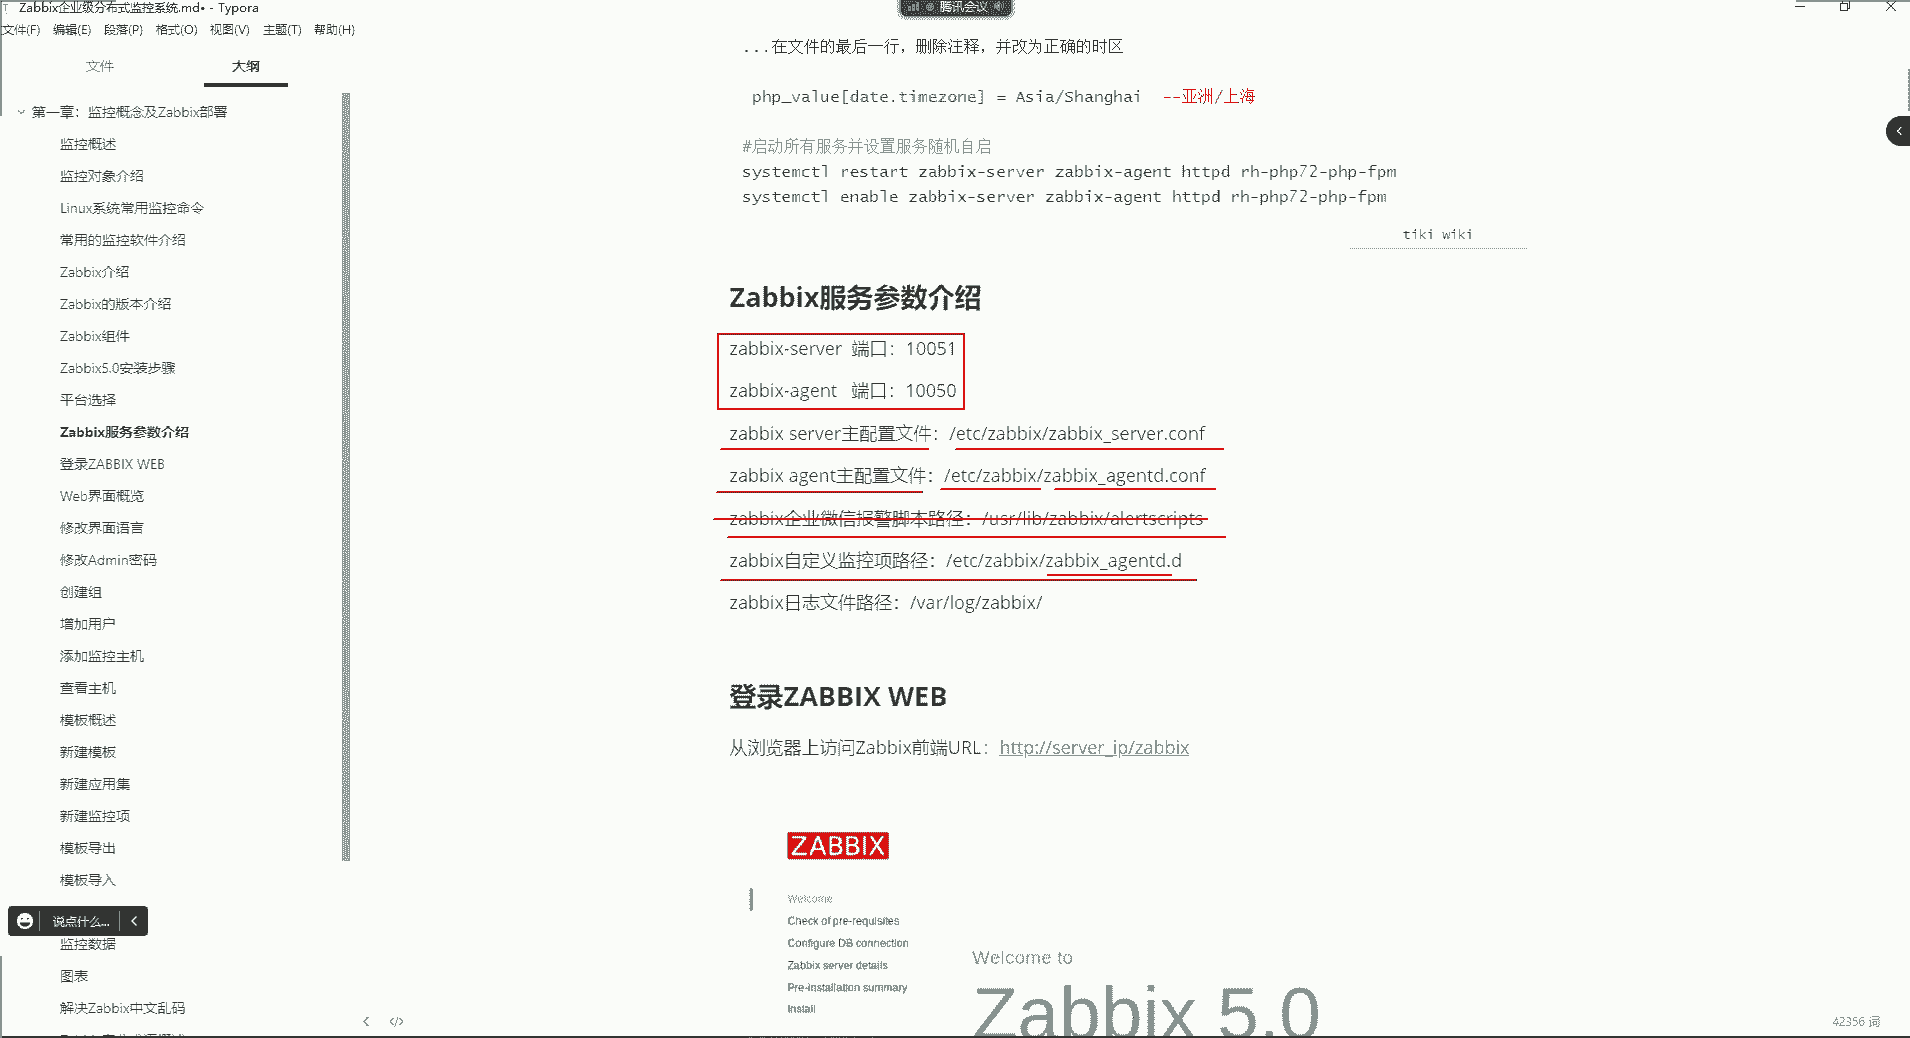 Zabbix企业级分布式监控系统.md• - Typora
腾讯会议
文件(F) 编辑(E) 段落(P) 格式(O) 视图(V) 主题(T) 帮助(H)
文件
大纲
第一章：监控概念及Zabbix部署
监控概述
监控对象介绍
Linux系统常用监控命令
常用的监控软件介绍
Zabbix介绍
Zabbix的版本介绍
Zabbix组件
Zabbix5.0安装步骤
平台选择
Zabbix服务参数介绍
登录ZABBIX WEB
Web界面概览
修改界面语言
修改Admin密码
创建组
增加用户
添加监控主机
查看主机
模板概述
新建模板
新建应用集
新建监控项
模板导出
模板导入
说点什么...
监控数据
图表
解决Zabbix中文乱码
...在文件的最后一行，删除注释，并改为正确的时区
php_value[date.timezone] = Asia/Shanghai --亚洲/上海
#启动所有服务并设置服务随机自启
systemctl restart zabbix-server zabbix-agent httpd rh-php72-php-fpm
systemctl enable zabbix-server zabbix-agent httpd rh-php72-php-fpm
tiki wiki
Zabbix服务参数介绍
zabbix-server 端口：10051
zabbix-agent 端口：10050
zabbix server主配置文件：/etc/zabbix/zabbix_server.conf
zabbix agent主配置文件：/etc/zabbix/zabbix_agentd.conf
zabbix企业微信报警脚本路径：/usr/lib/zabbix/alertscripts
zabbix自定义监控项路径：/etc/zabbix/zabbix_agentd.d
zabbix日志文件路径：/var/log/zabbix/
登录ZABBIX WEB
从浏览器上访问Zabbix前端URL：http://server_ip/zabbix
ZABBIX
Welcome
Check of pre-requisites
Configure DB connection
Zabbix server details
Pre-installation summary
Install
Welcome to
Zabbix 5.0
42356 词